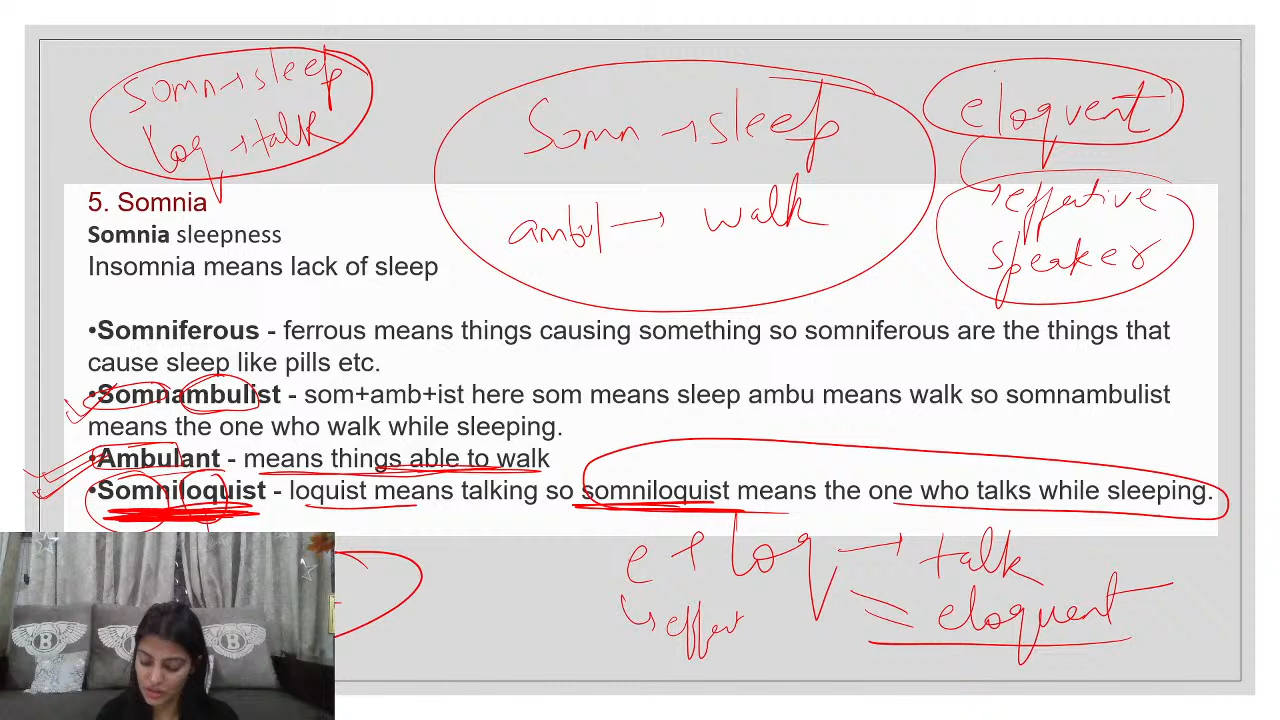 somn → sleep
loq → talk
Somn → sleep
ambul → walk
eloquent
→ effective
speaker
5. Somnia
Somnia sleepness
Insomnia means lack of sleep
•Somniferous - ferrous means things causing something so somniferous are the things that
cause sleep like pills etc.
•Somnambulist - som+amb+ist here som means sleep ambu means walk so somnambulist
means the one who walk while sleeping.
•Ambulant - means things able to walk
•Somniloquist - loquist means talking so somniloquist means the one who talks while sleeping.
e + loq → talk
→ effect
= eloquent
B
B